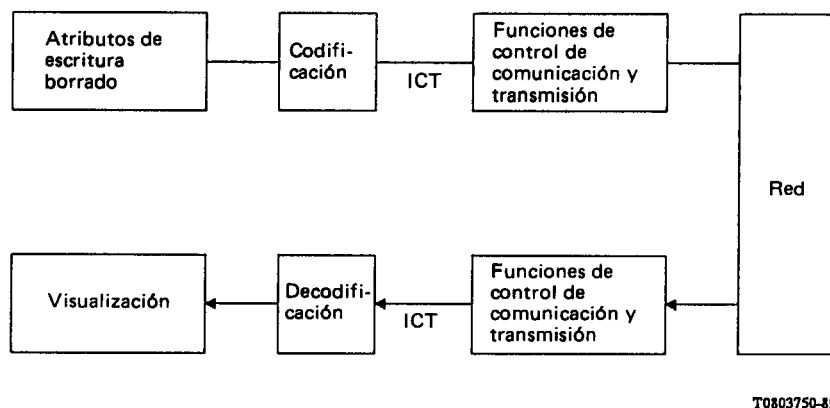 Atributos de
escritura
borrado
Codifi-
cación
ICT
Funciones de
control de
comunicación y
transmisión
Red
Visualización
Decodifi-
cación
ICT
Funciones de
control de
comunicación y
transmisión